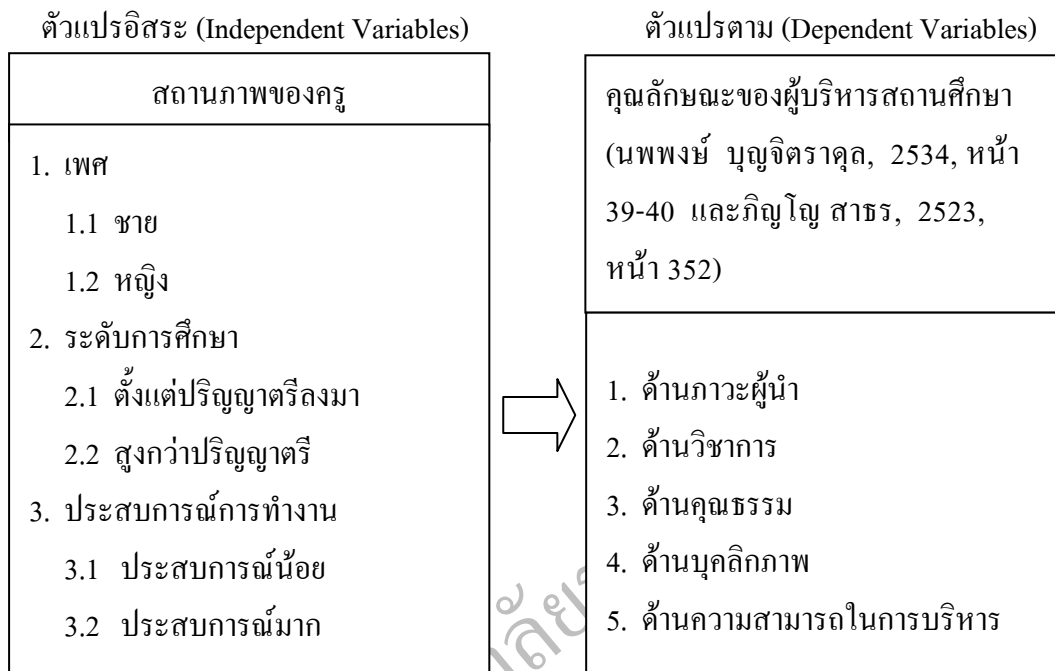 ตัวแปรอิสระ (Independent Variables)
สถานภาพของครู
1. เพศ
1.1 ชาย
1.2 หญิง
2. ระดับการศึกษา
2.1 ตั้งแต่ปริญญาตรีลงมา
2.2 สูงกว่าปริญญาตรี
3. ประสบการณ์การทำงาน
3.1 ประสบการณ์น้อย
3.2 ประสบการณ์มาก
ตัวแปรตาม (Dependent Variables)
คุณลักษณะของผู้บริหารสถานศึกษา
(นพพงษ์ บุญจิตราดุล, 2534, หน้า
39-40 และภิญโญ สาธร, 2523,
หน้า 352)
1. ด้านภาวะผู้นำ
2. ด้านวิชาการ
3. ด้านคุณธรรม
4. ด้านบุคลิกภาพ
5. ด้านความสามารถในการบริหาร